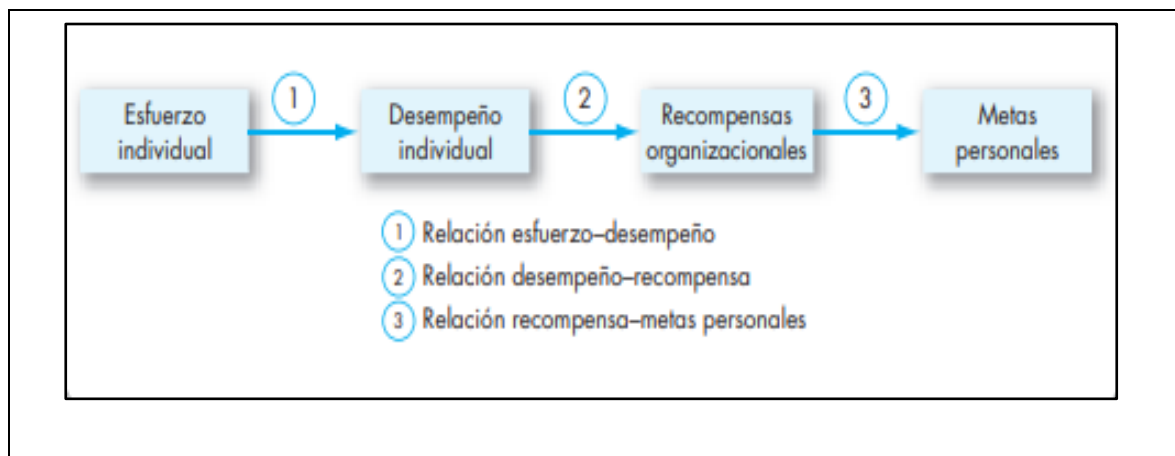 Esfuerzo
individual
1
Desempeño
individual
2
Recompensas
organizacionales
3
Metas
personales
1 Relación esfuerzo–desempeño
2 Relación desempeño–recompensa
3 Relación recompensa–metas personales